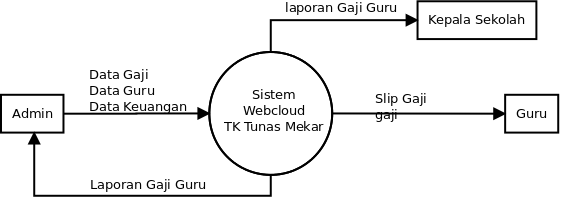 laporan Gaji Guru
Kepala Sekolah
Data Gaji
Data Guru
Data Keuangan
Admin
Sistem
Webcloud
TK Tunas Mekar
Slip Gaji
gaji
Guru
Laporan Gaji Guru